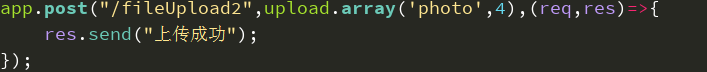 app.post("/fileUpload2",upload.array('photo',4),(req,res)=>{
    res.send("上传成功");
});